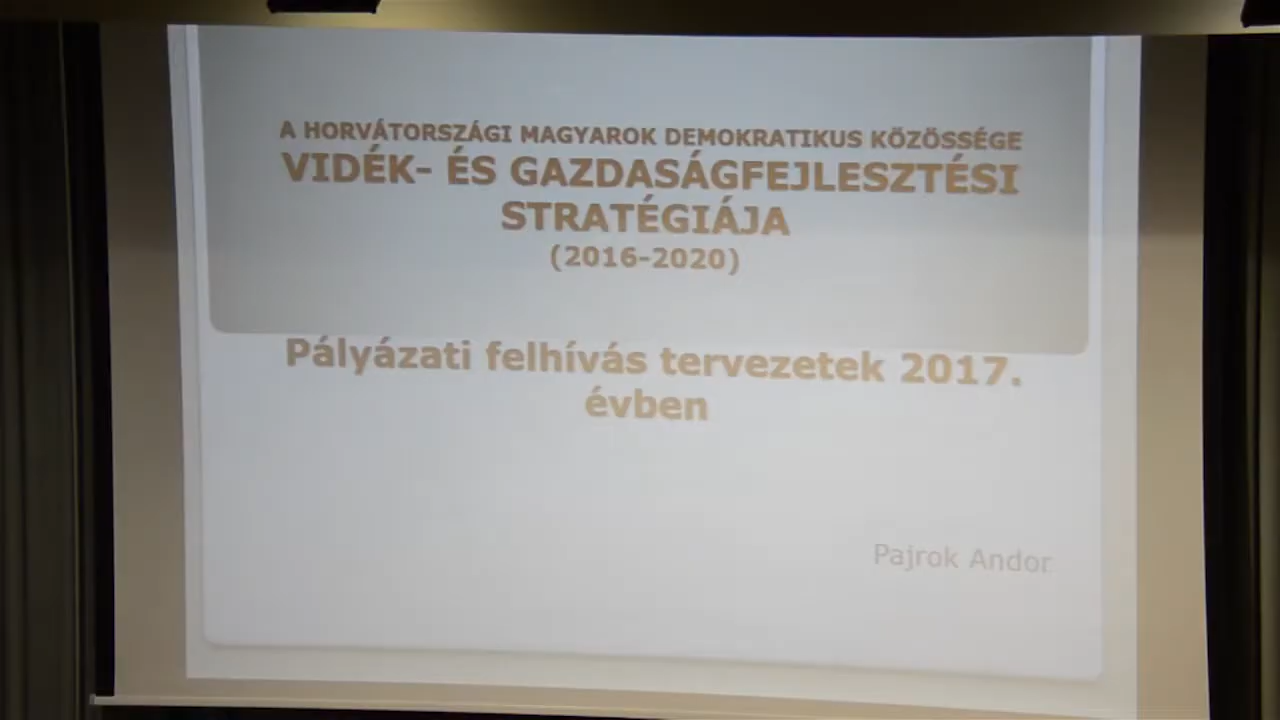 A HORVÁTORSZÁGI MAGYAROK DEMOKRATIKUS KÖZÖSSÉGE
VIDÉK- ÉS GAZDASÁGFEJLESZTÉSI
STRATÉGIÁJA
(2016-2020)
Pályázati felhívás tervezetek 2017.
évben
Pajrok Andor